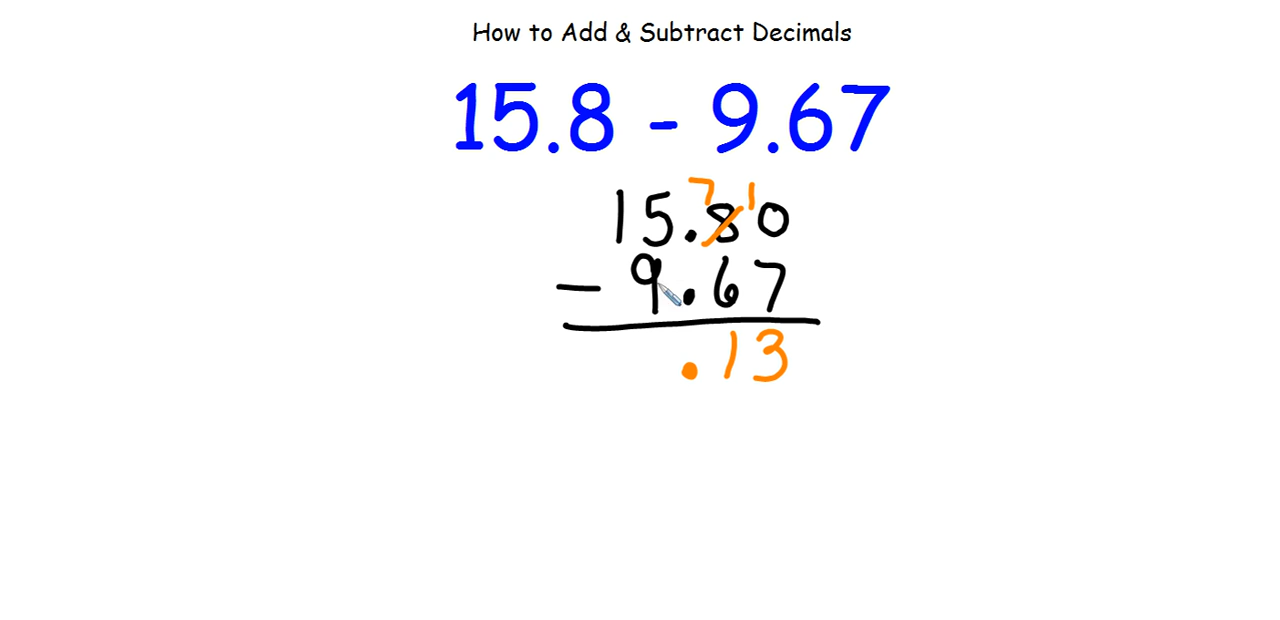 How to Add & Subtract Decimals
15.8 - 9.67
7 1
15.80
- 9.67
.13